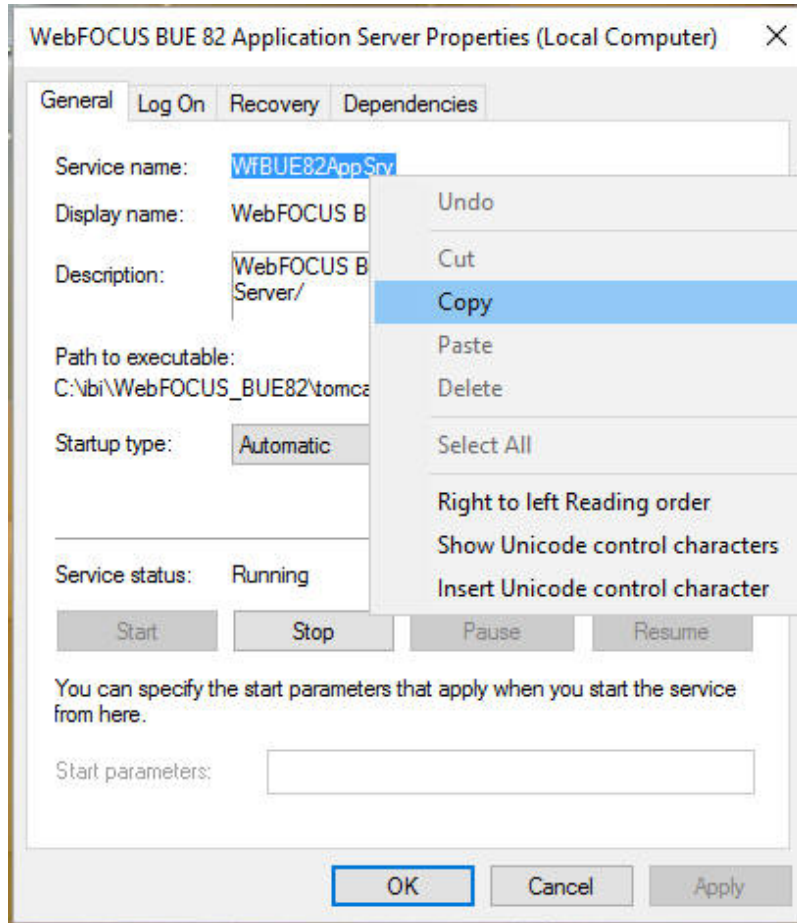 WebFOCUS BUE 82 Application Server Properties (Local Computer)
General Log On Recovery Dependencies
Service name: WfBUE82AppSrv
Undo
Display name: WebFOCUS B
Cut
Description: WebFOCUS B
Server/
Copy
Paste
Path to executable:
C:\ibi\WebFOCUS_BUE82\tomca
Delete
Startup type: Automatic
Select All
Right to left Reading order
Show Unicode control characters
Service status: Running
Insert Unicode control character
Start Stop Pause Resume
You can specify the start parameters that apply when you start the service
from here.
Start parameters:
OK Cancel Apply